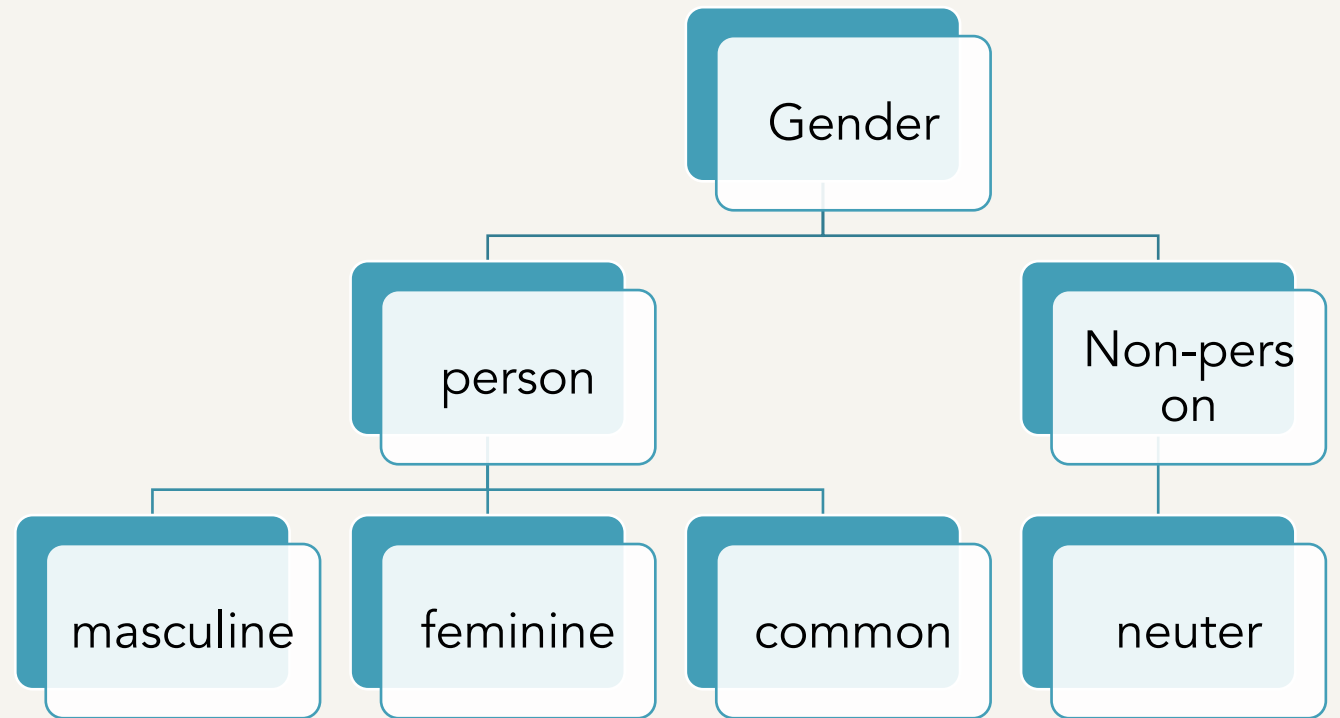 Gender
person
Non-pers
on
masculine
feminine
common
neuter